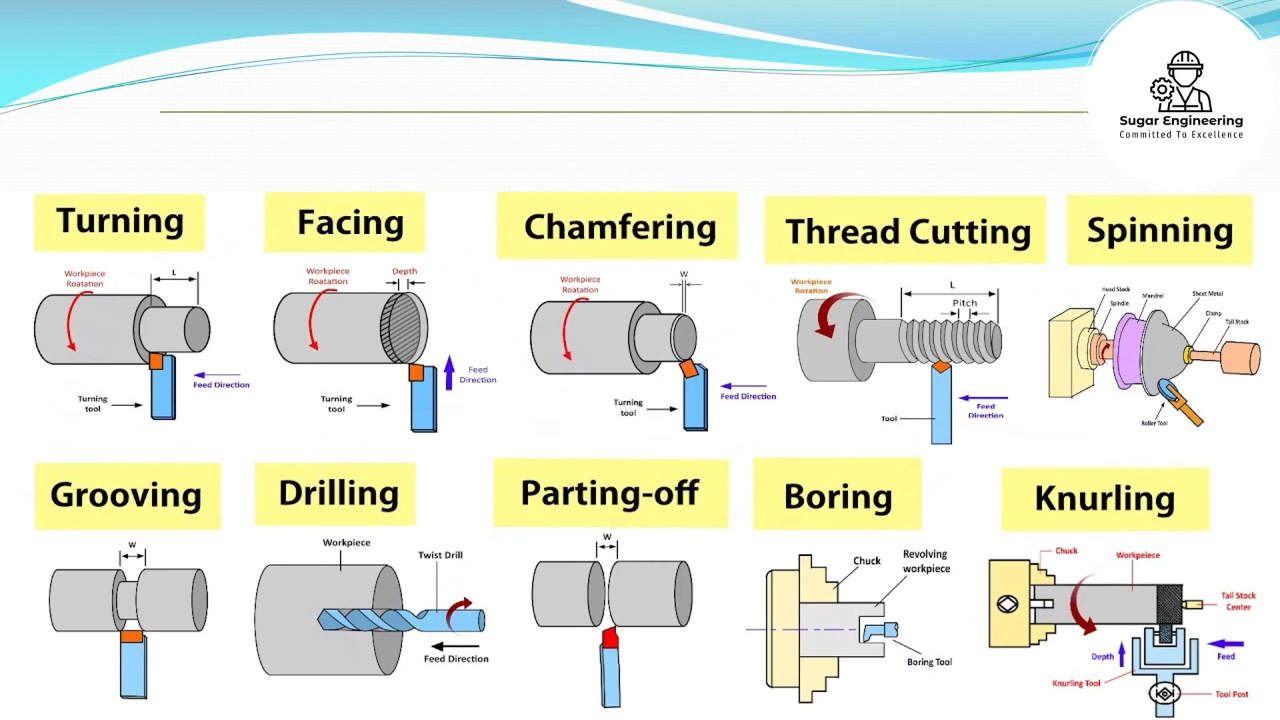 Sugar Engineering
Committed To Excellence
Turning
Workpiece
Roatation
L
Feed Direction
Turning
tool
Facing
Workpiece
Roatation
Depth
Feed
Direction
Turning
tool
Chamfering
Workpiece
Roatation
W
Feed Direction
Turning
tool
Thread Cutting
Workpiece
Rotation
L
Pitch
Feed
Direction
Tool
Spinning
Head Stock
Spindle
Mandrel
Sheet Metal
Clamp
Tail Stock
Roller Tool
Grooving
W
Drilling
Workpiece
Twist Drill
Feed Direction
Parting-off
W
Boring
Chuck
Revolving
workpiece
Boring Tool
Knurling
Chuck
Workpeiece
Tail Stock
Center
Depth
Feed
Knurling Tool
Tool Post